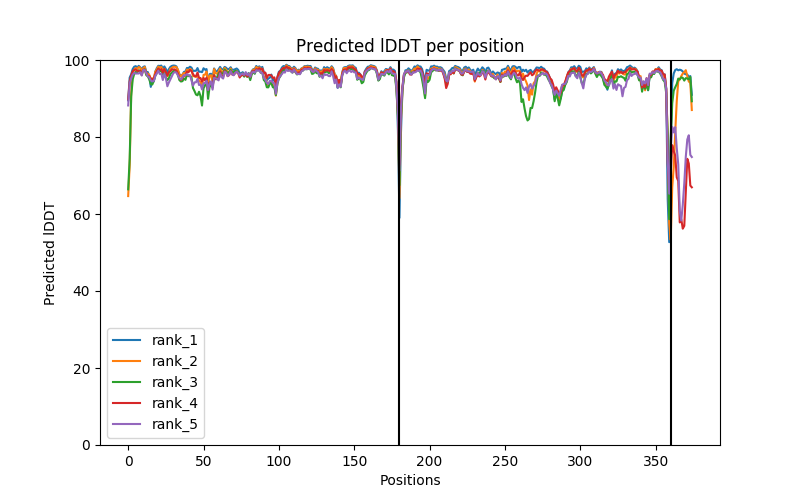 Predicted lDDT per position
100
80
60
40
20
0
Predicted lDDT
rank_1
rank_2
rank_3
rank_4
rank_5
0 50 100 150 200 250 300 350
Positions